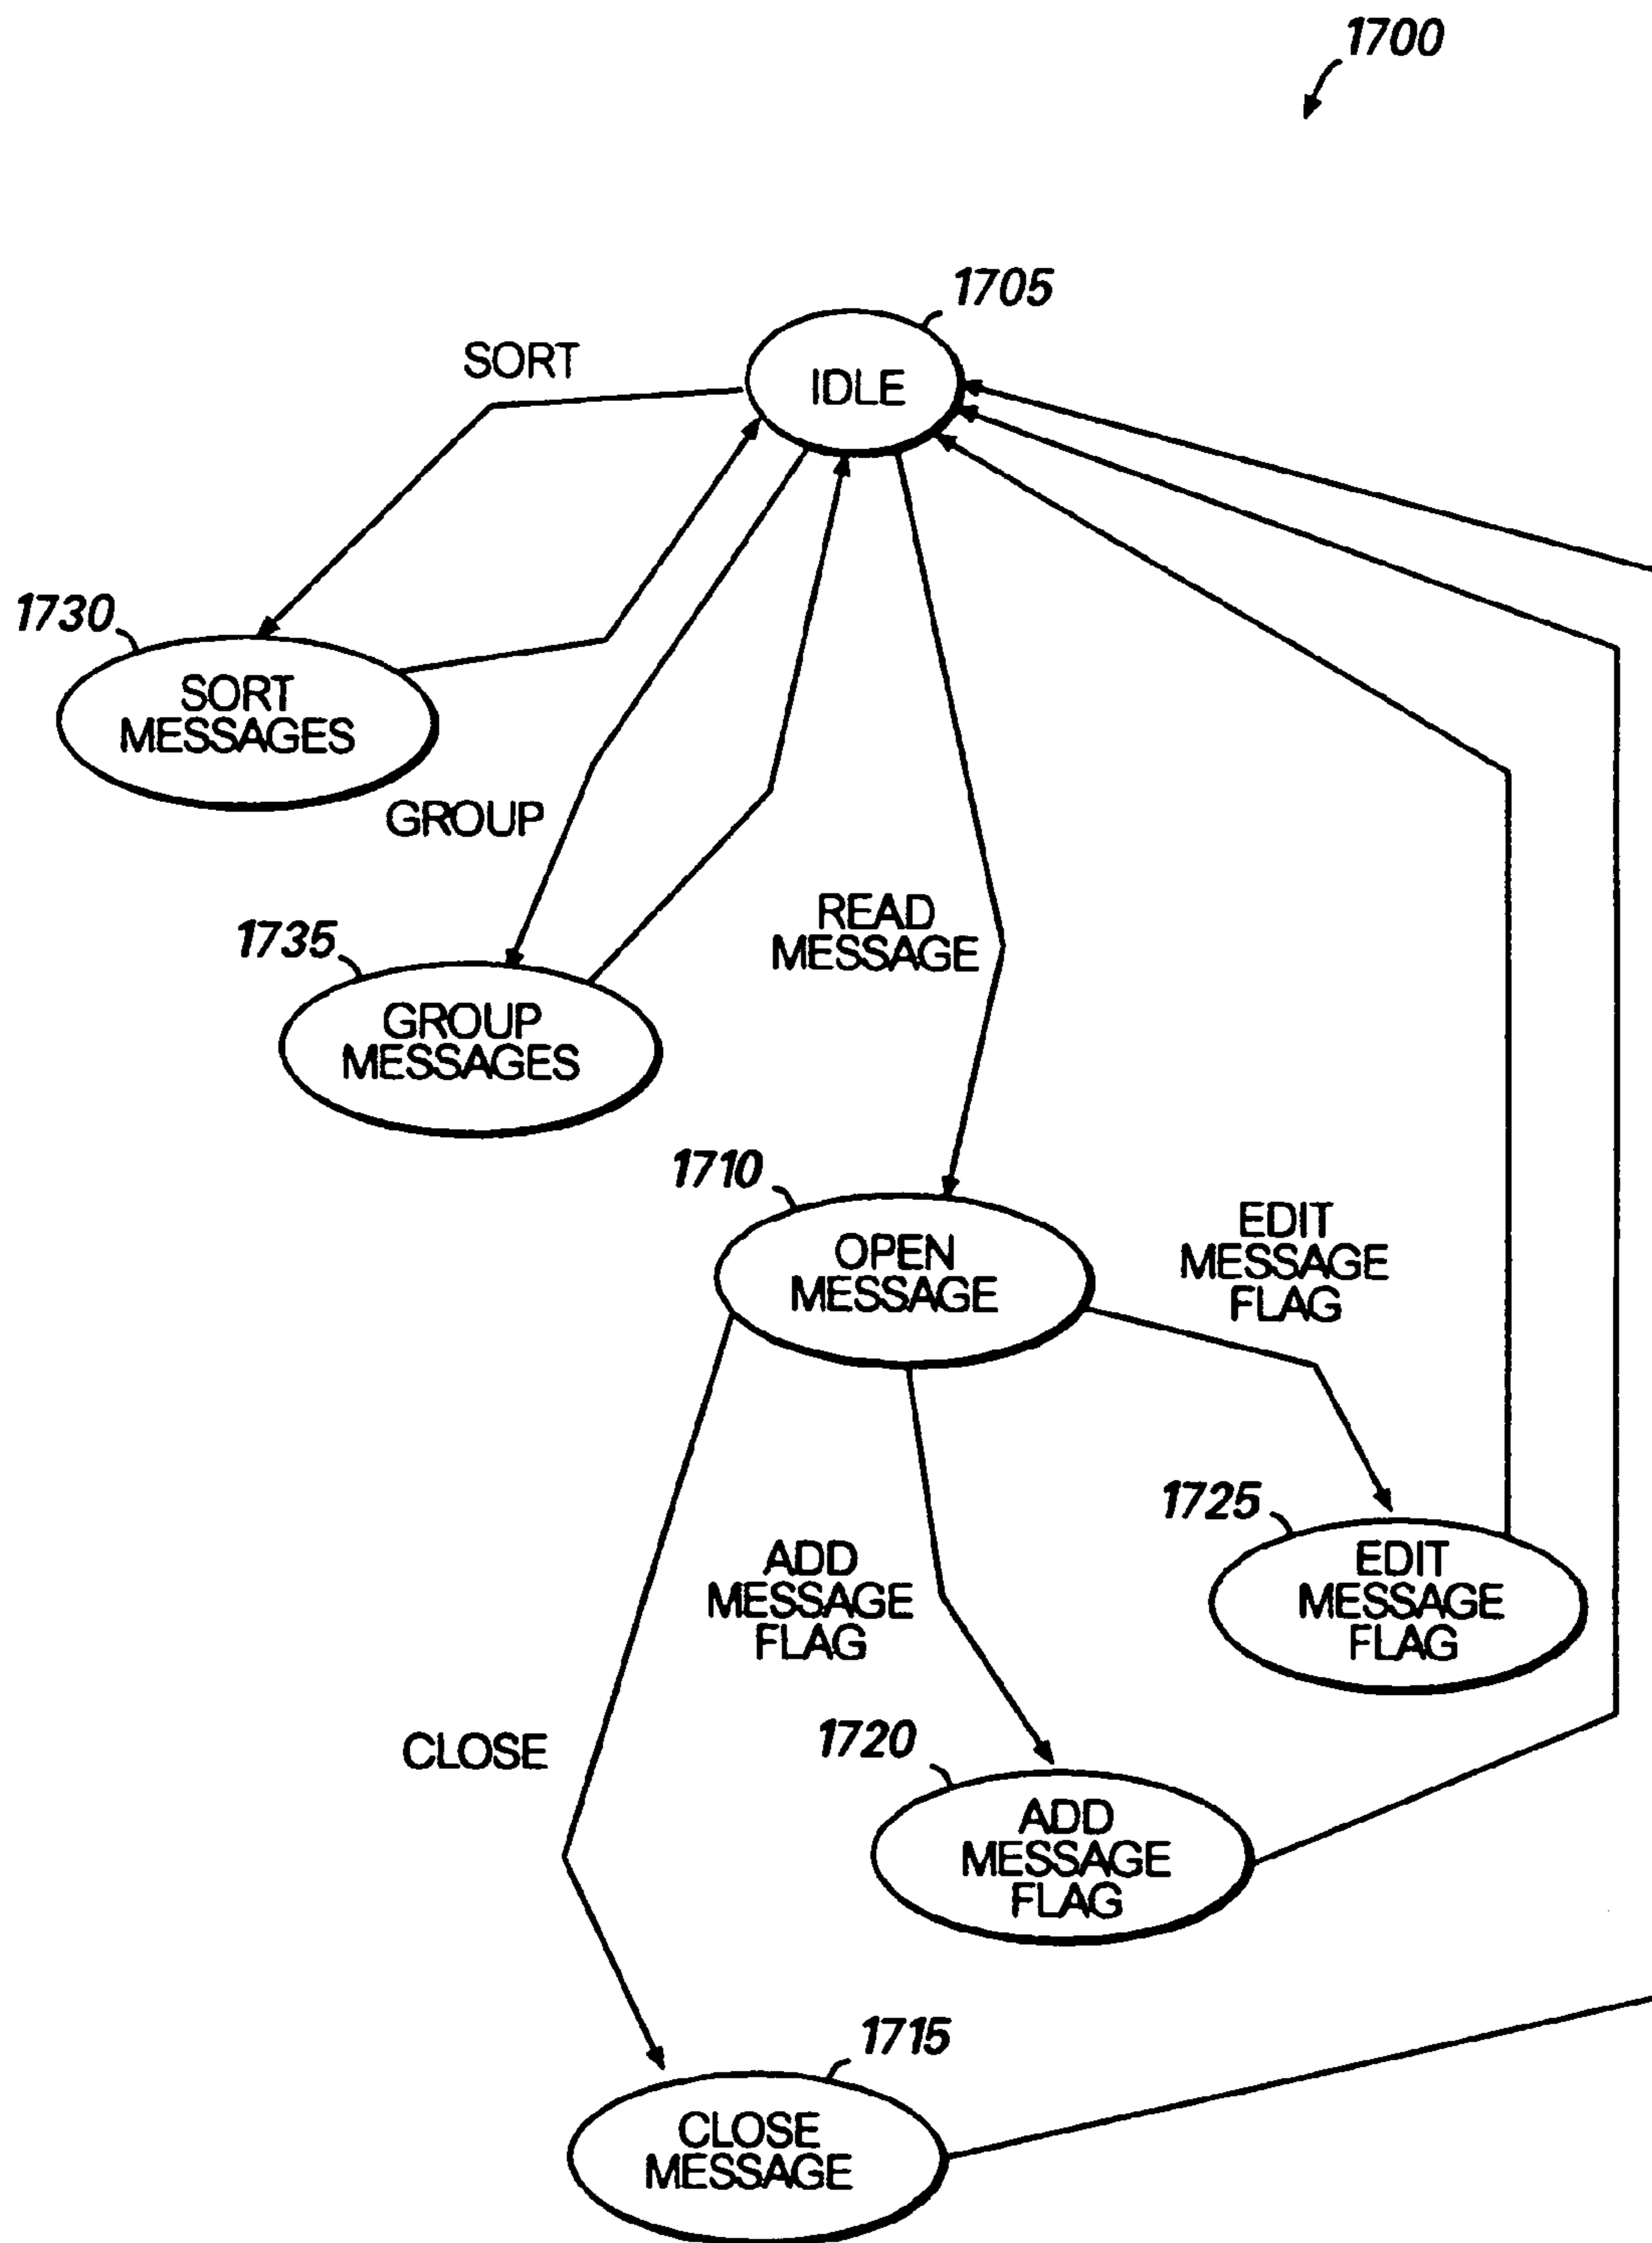 1700
1705
SORT
IDLE
1730
SORT
MESSAGES
GROUP
1735
READ
MESSAGE
GROUP
MESSAGES
1710
OPEN
MESSAGE
EDIT
MESSAGE
FLAG
1725
EDIT
MESSAGE
FLAG
ADD
MESSAGE
FLAG
1720
CLOSE
ADD
MESSAGE
FLAG
1715
CLOSE
MESSAGE